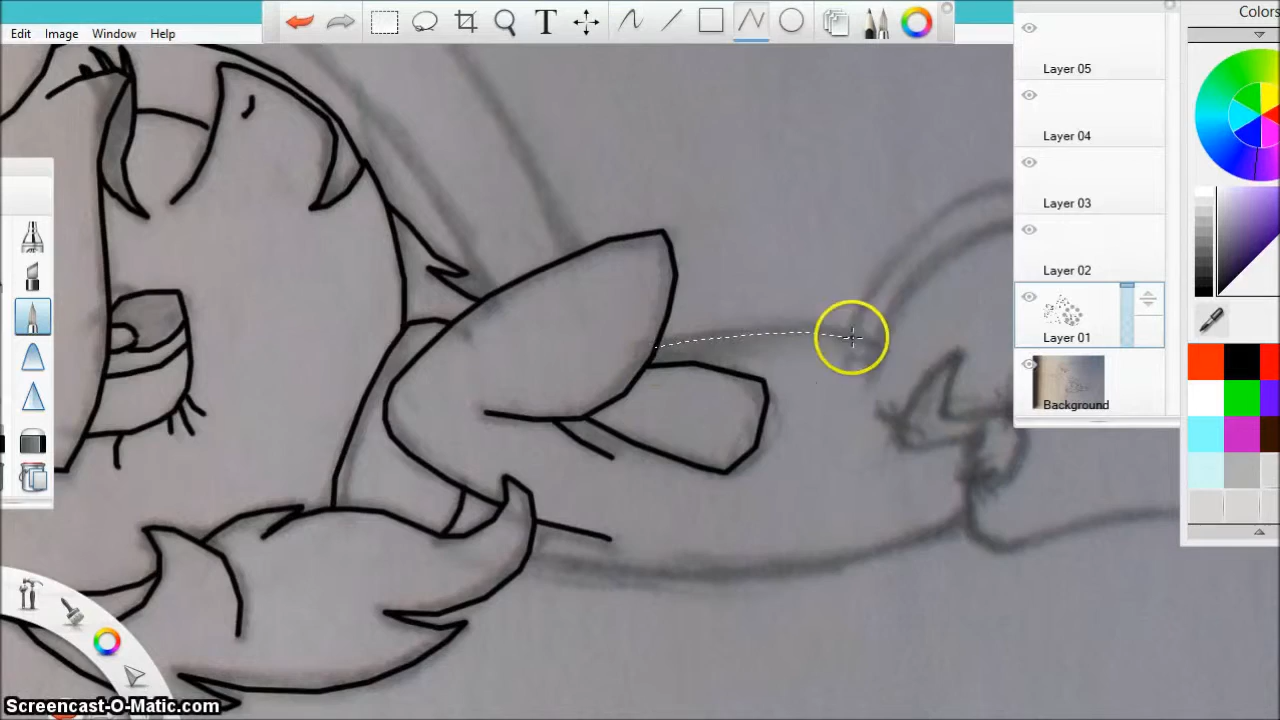 Edit Image Window Help
T
Colors
Layer 05
Layer 04
Layer 03
Layer 02
Layer 01
Background
Screencast-O-Matic.com